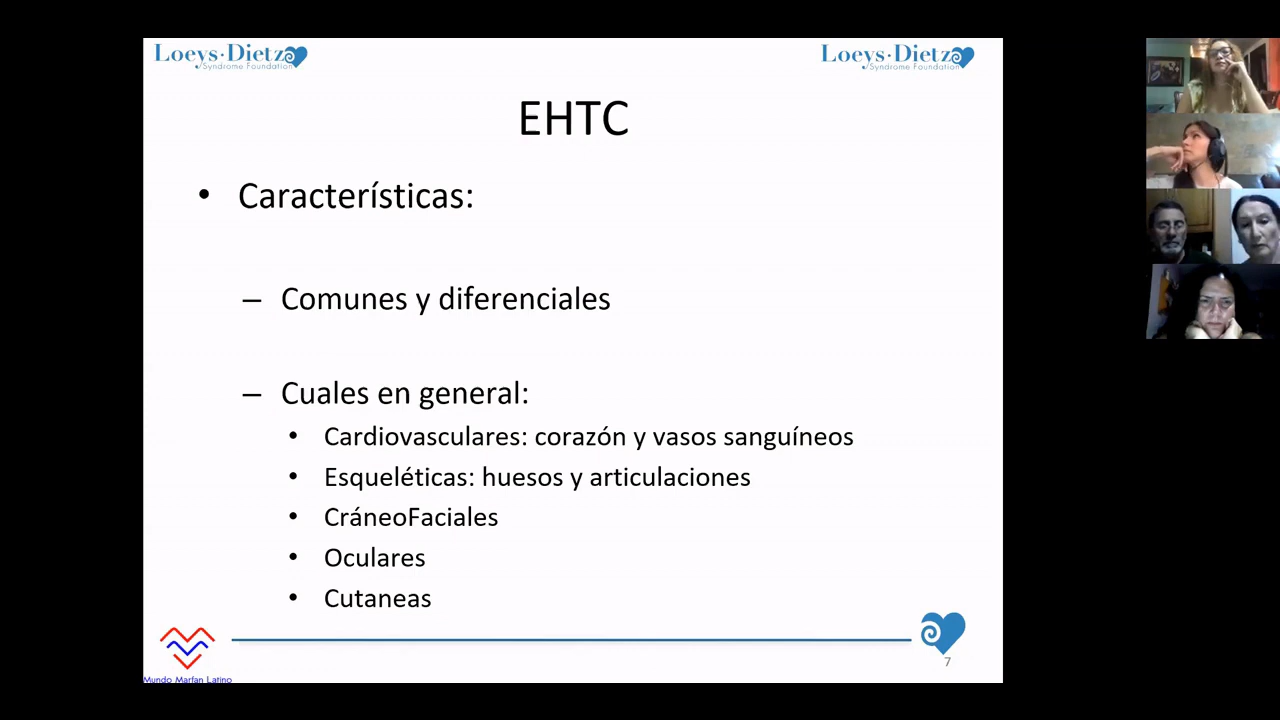 Loeys·Dietz
Syndrome Foundation
Loeys·Dietz
Syndrome Foundation
EHTC
• Características:
– Comunes y diferenciales
– Cuales en general:
• Cardiovasculares: corazón y vasos sanguíneos
• Esqueléticas: huesos y articulaciones
• CráneoFaciales
• Oculares
• Cutaneas
7
Mundo Marfan Latino